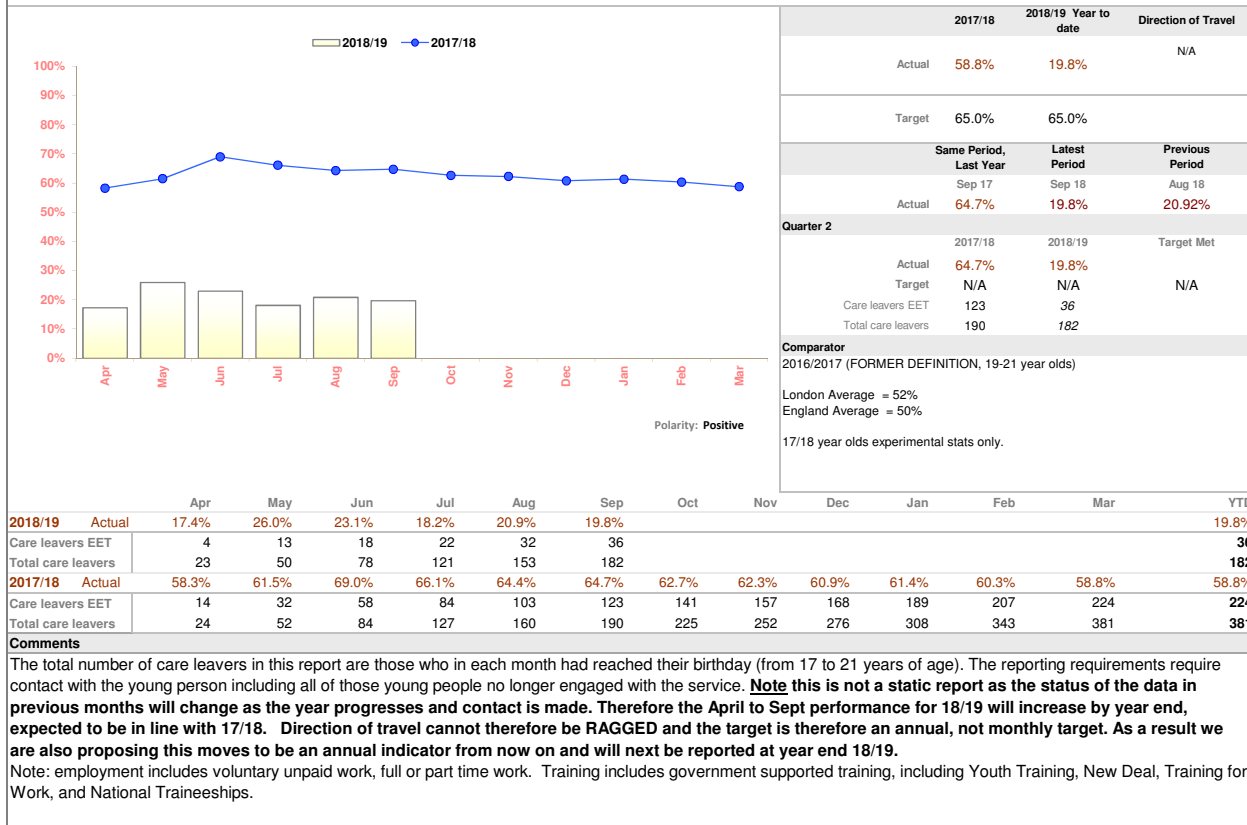 2018/19 2017/18
100%
90%
80%
70%
60%
50%
40%
30%
20%
10%
0%
Apr May Jun Jul Aug Sep Oct Nov Dec Jan Feb Mar
Polarity: Positive
2017/18 2018/19 Year to date Direction of Travel
N/A
Actual 58.8% 19.8%
Target 65.0% 65.0%
Same Period, Last Year Latest Period Previous Period
Sep 17 Sep 18 Aug 18
Actual 64.7% 19.8% 20.92%
Quarter 2
2017/18 2018/19 Target Met
Actual 64.7% 19.8%
Target N/A N/A N/A
Care leavers EET 123 36
Total care leavers 190 182
Comparator
2016/2017 (FORMER DEFINITION, 19-21 year olds)
London Average = 52%
England Average = 50%
17/18 year olds experimental stats only.
Apr May Jun Jul Aug Sep Oct Nov Dec Jan Feb Mar YTD
2018/19 Actual 17.4% 26.0% 23.1% 18.2% 20.9% 19.8% 19.8%
Care leavers EET 4 13 18 22 32 36 36
Total care leavers 23 50 78 121 153 182 182
2017/18 Actual 58.3% 61.5% 69.0% 66.1% 64.4% 64.7% 62.7% 62.3% 60.9% 61.4% 60.3% 58.8% 58.8%
Care leavers EET 14 32 58 84 103 123 141 157 168 189 207 224 224
Total care leavers 24 52 84 127 160 190 225 252 276 308 343 381 381
Comments
The total number of care leavers in this report are those who in each month had reached their birthday (from 17 to 21 years of age). The reporting requirements require
contact with the young person including all of those young people no longer engaged with the service. Note this is not a static report as the status of the data in
previous months will change as the year progresses and contact is made. Therefore the April to Sept performance for 18/19 will increase by year end,
expected to be in line with 17/18. Direction of travel cannot therefore be RAGGED and the target is therefore an annual, not monthly target. As a result we
are also proposing this moves to be an annual indicator from now on and will next be reported at year end 18/19.
Note: employment includes voluntary unpaid work, full or part time work. Training includes government supported training, including Youth Training, New Deal, Training for
Work, and National Traineeships.